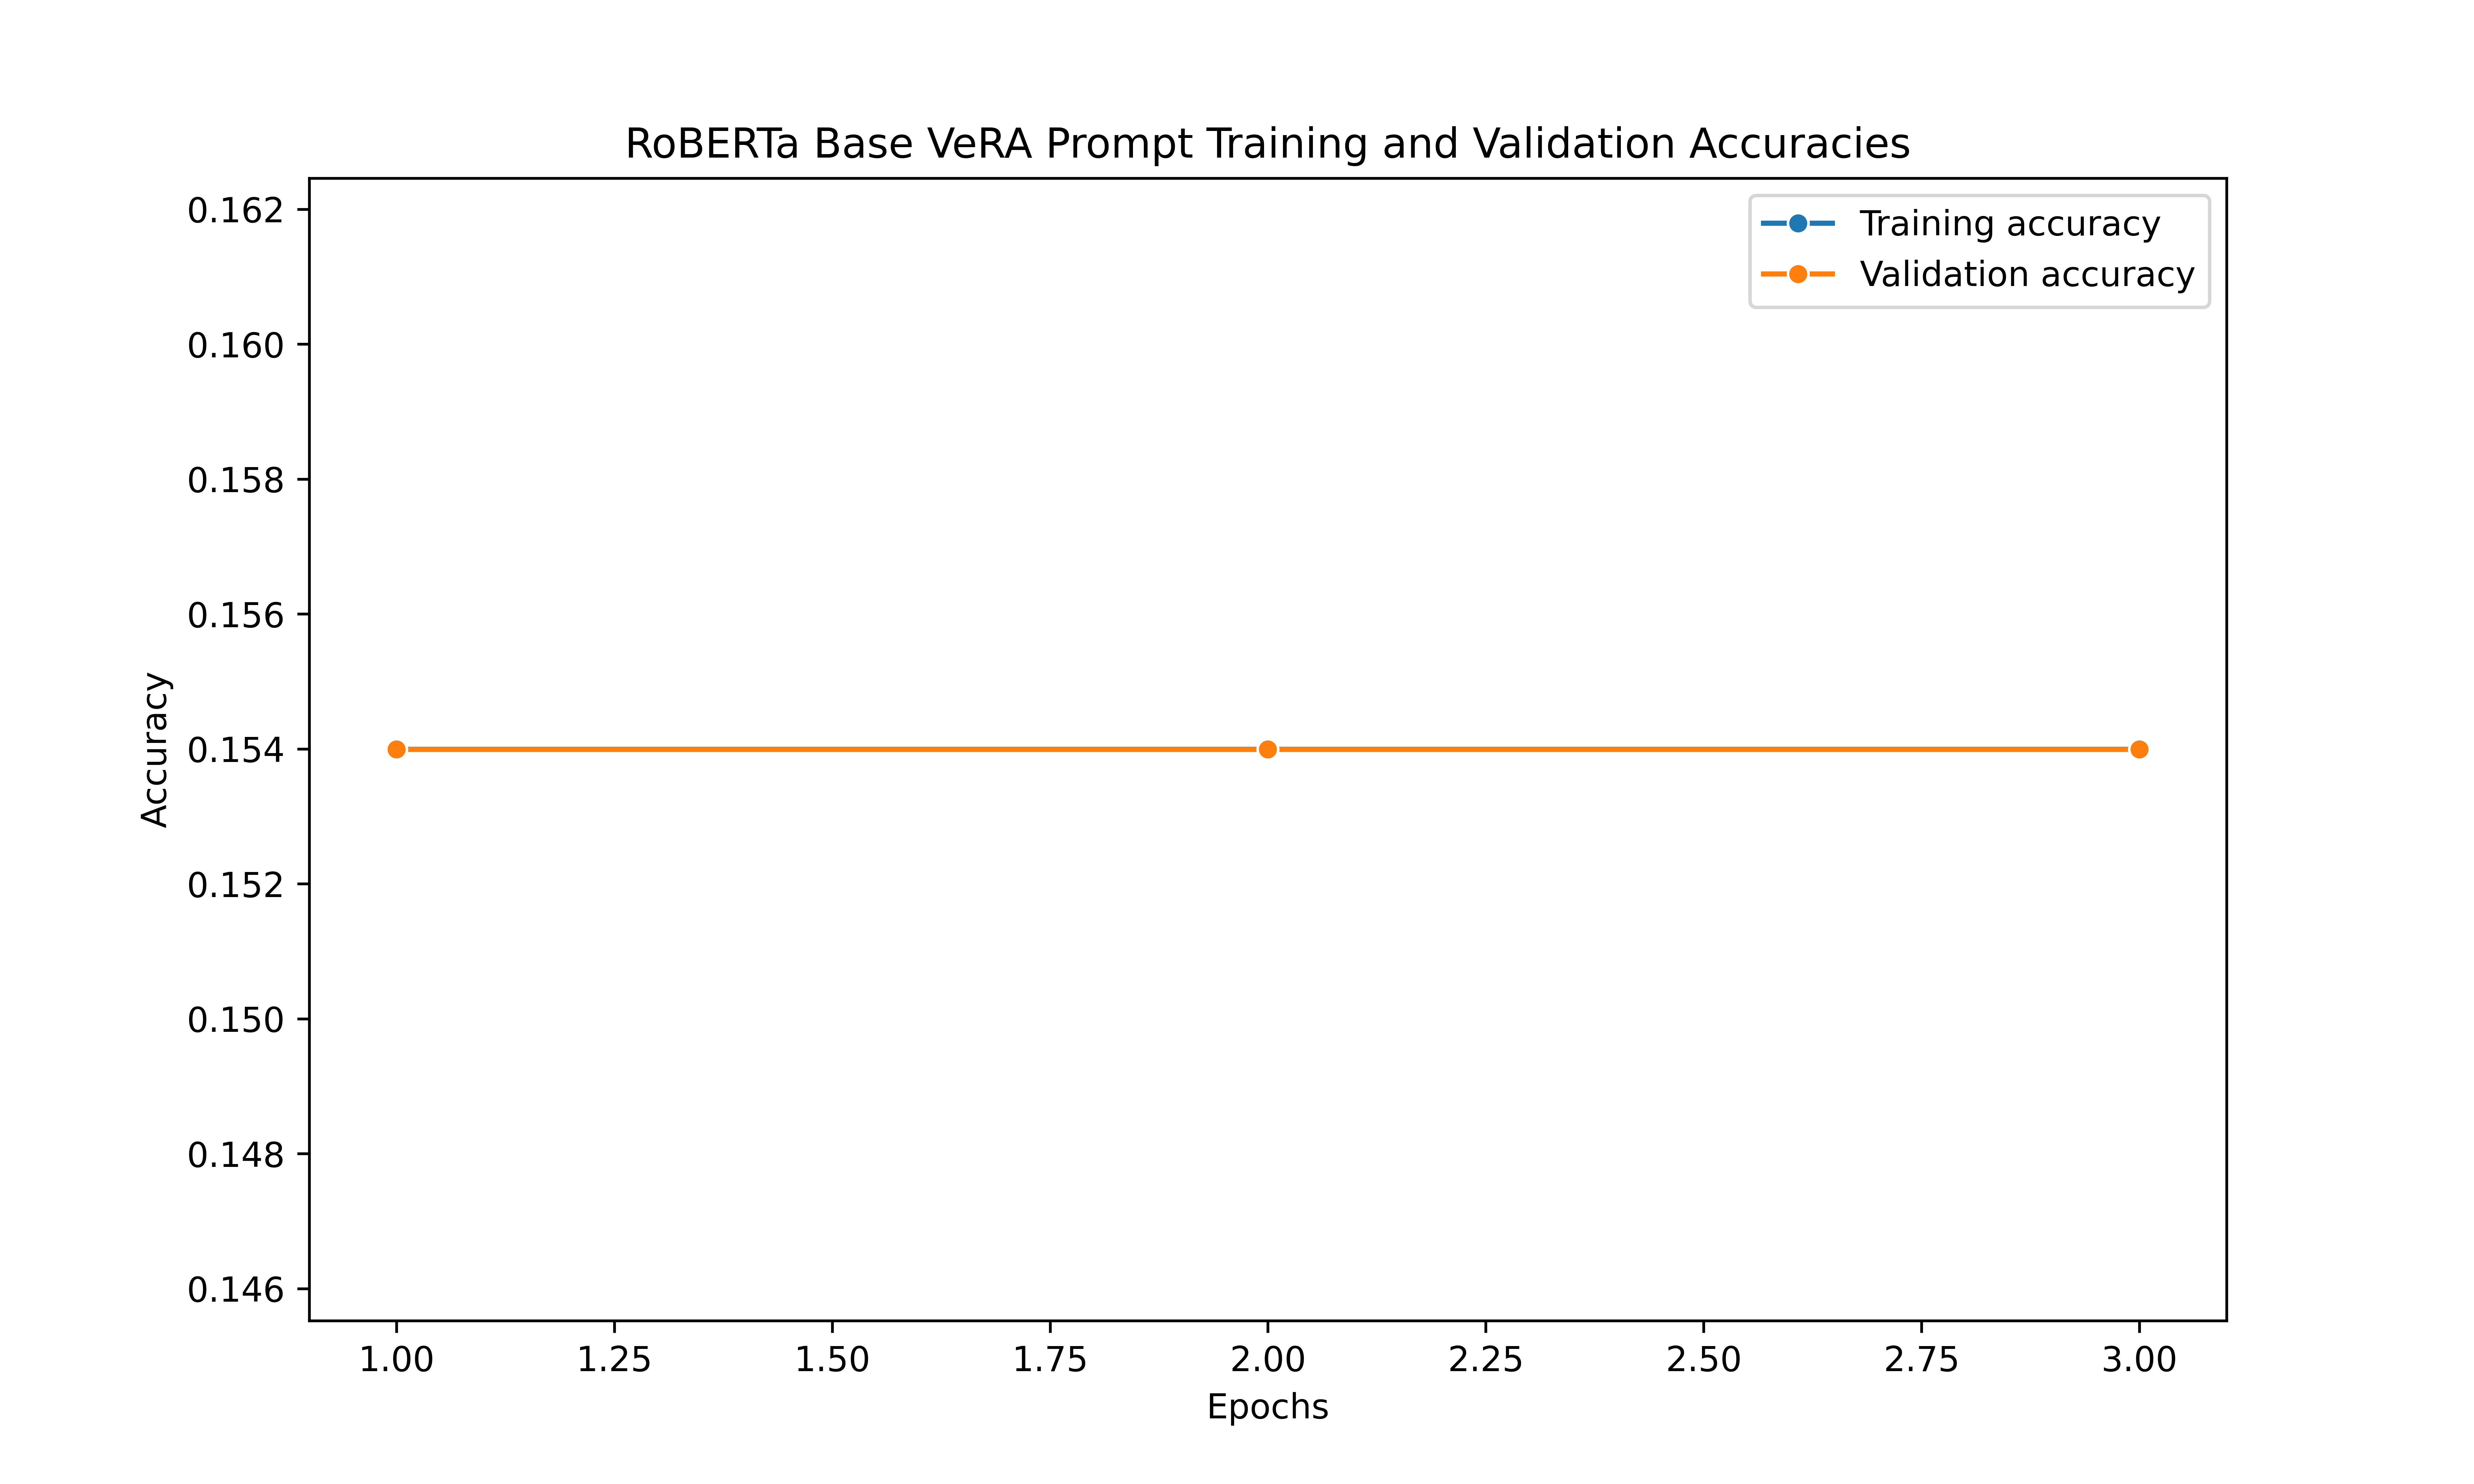 RoBERTa Base VeRA Prompt Training and Validation Accuracies
Training accuracy
Validation accuracy
Accuracy
0.162
0.160
0.158
0.156
0.154
0.152
0.150
0.148
0.146
1.00 1.25 1.50 1.75 2.00 2.25 2.50 2.75 3.00
Epochs